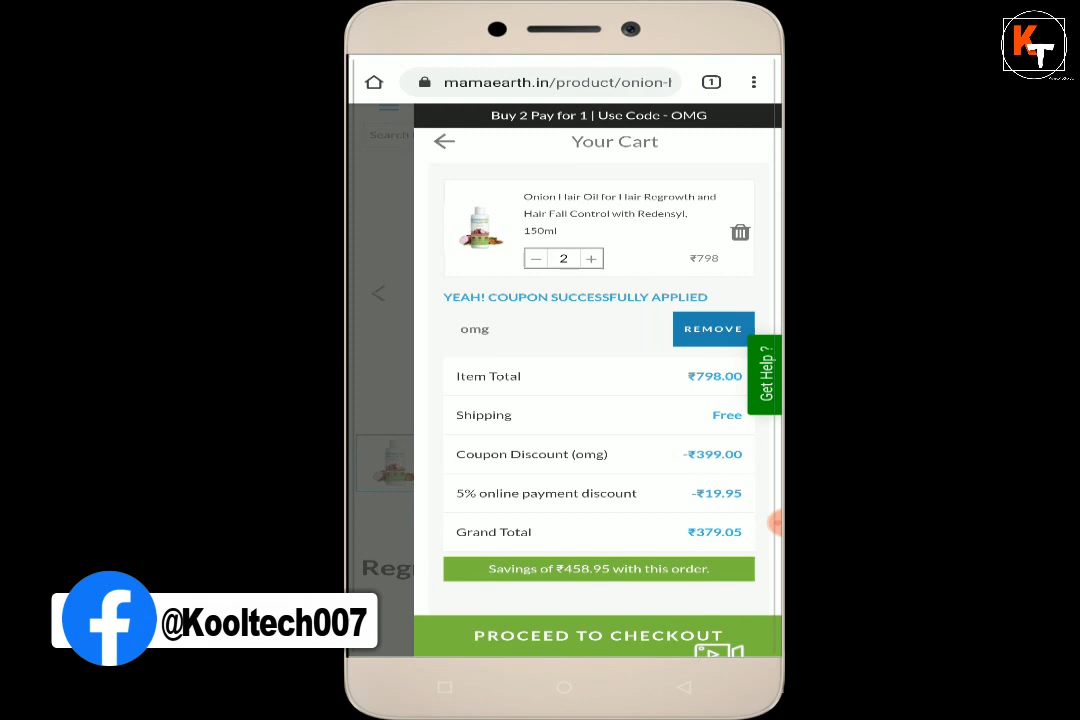 KT
mamaearth.in/product/onion-h
1
Buy 2 Pay for 1 | Use Code - OMG
Search
Your Cart
Onion Hair Oil for Hair Regrowth and
Hair Fall Control with Redensyl,
150ml
2
₹798
YEAH! COUPON SUCCESSFULLY APPLIED
omg
REMOVE
Get Help ?
Item Total ₹798.00
Shipping Free
Coupon Discount (omg) -₹399.00
5% online payment discount -₹19.95
Grand Total ₹379.05
Savings of ₹458.95 with this order.
Regr
PROCEED TO CHECKOUT
@Kooltech007